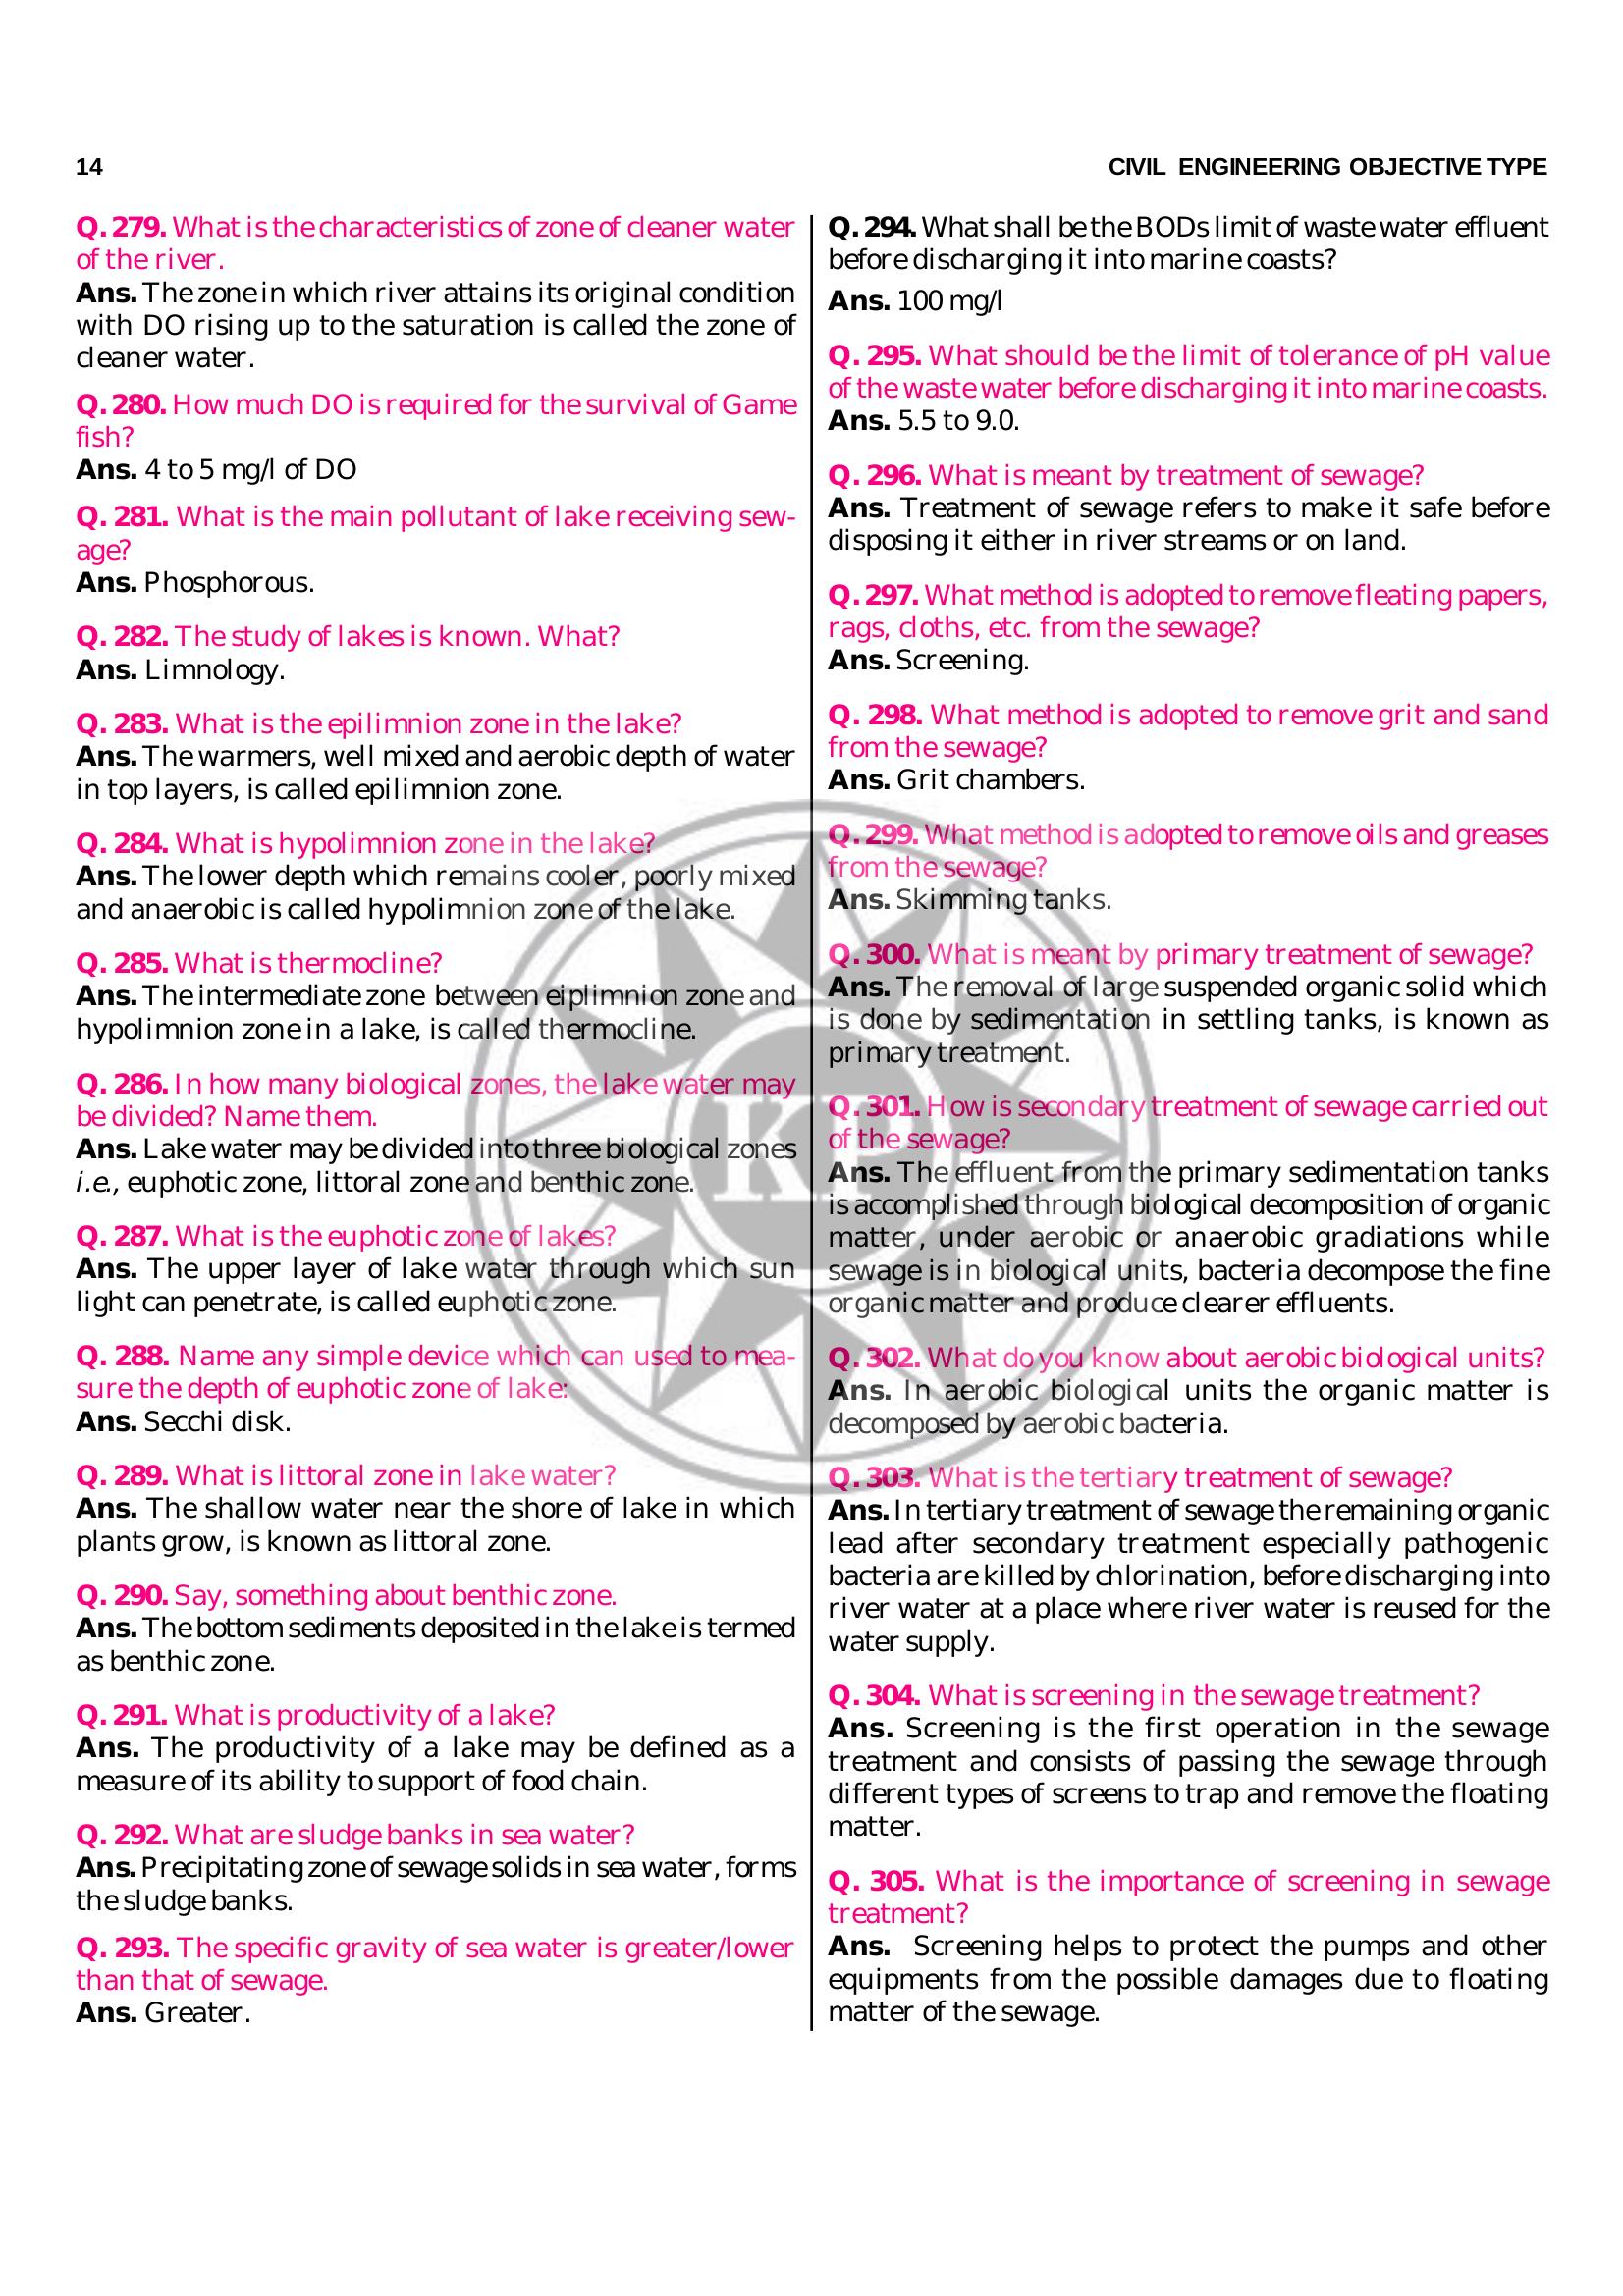 14
CIVIL ENGINEERING OBJECTIVE TYPE
Q. 279. What is the characteristics of zone of cleaner water
of the river.
Ans. The zone in which river attains its original condition
with DO rising up to the saturation is called the zone of
cleaner water.
Q. 280. How much DO is required for the survival of Game
fish?
Ans. 4 to 5 mg/l of DO
Q. 281. What is the main pollutant of lake receiving sew-
age?
Ans. Phosphorous.
Q. 282. The study of lakes is known. What?
Ans. Limnology.
Q. 283. What is the epilimnion zone in the lake?
Ans. The warmers, well mixed and aerobic depth of water
in top layers, is called epilimnion zone.
Q. 284. What is hypolimnion zone in the lake?
Ans. The lower depth which remains cooler, poorly mixed
and anaerobic is called hypolimnion zone of the lake.
Q. 285. What is thermocline?
Ans. The intermediate zone between eiplimnion zone and
hypolimnion zone in a lake, is called thermocline.
Q. 286. In how many biological zones, the lake water may
be divided? Name them.
Ans. Lake water may be divided into three biological zones
i.e., euphotic zone, littoral zone and benthic zone.
Q. 287. What is the euphotic zone of lakes?
Ans. The upper layer of lake water through which sun
light can penetrate, is called euphotic zone.
Q. 288. Name any simple device which can used to mea-
sure the depth of euphotic zone of lake:
Ans. Secchi disk.
Q. 289. What is littoral zone in lake water?
Ans. The shallow water near the shore of lake in which
plants grow, is known as littoral zone.
Q. 290. Say, something about benthic zone.
Ans. The bottom sediments deposited in the lake is termed
as benthic zone.
Q. 291. What is productivity of a lake?
Ans. The productivity of a lake may be defined as a
measure of its ability to support of food chain.
Q. 292. What are sludge banks in sea water?
Ans. Precipitating zone of sewage solids in sea water, forms
the sludge banks.
Q. 293. The specific gravity of sea water is greater/lower
than that of sewage.
Ans. Greater.
Q. 294. What shall be the BODs limit of waste water effluent
before discharging it into marine coasts?
Ans. 100 mg/l
Q. 295. What should be the limit of tolerance of pH value
of the waste water before discharging it into marine coasts.
Ans. 5.5 to 9.0.
Q. 296. What is meant by treatment of sewage?
Ans. Treatment of sewage refers to make it safe before
disposing it either in river streams or on land.
Q. 297. What method is adopted to remove fleating papers,
rags, cloths, etc. from the sewage?
Ans. Screening.
Q. 298. What method is adopted to remove grit and sand
from the sewage?
Ans. Grit chambers.
Q. 299. What method is adopted to remove oils and greases
from the sewage?
Ans. Skimming tanks.
Q. 300. What is meant by primary treatment of sewage?
Ans. The removal of large suspended organic solid which
is done by sedimentation in settling tanks, is known as
primary treatment.
Q. 301. How is secondary treatment of sewage carried out
of the sewage?
Ans. The effluent from the primary sedimentation tanks
is accomplished through biological decomposition of organic
matter, under aerobic or anaerobic gradiations while
sewage is in biological units, bacteria decompose the fine
organic matter and produce clearer effluents.
Q. 302. What do you know about aerobic biological units?
Ans. In aerobic biological units the organic matter is
decomposed by aerobic bacteria.
Q. 303. What is the tertiary treatment of sewage?
Ans. In tertiary treatment of sewage the remaining organic
lead after secondary treatment especially pathogenic
bacteria are killed by chlorination, before discharging into
river water at a place where river water is reused for the
water supply.
Q. 304. What is screening in the sewage treatment?
Ans. Screening is the first operation in the sewage
treatment and consists of passing the sewage through
different types of screens to trap and remove the floating
matter.
Q. 305. What is the importance of screening in sewage
treatment?
Ans. Screening helps to protect the pumps and other
equipments from the possible damages due to floating
matter of the sewage.
KP